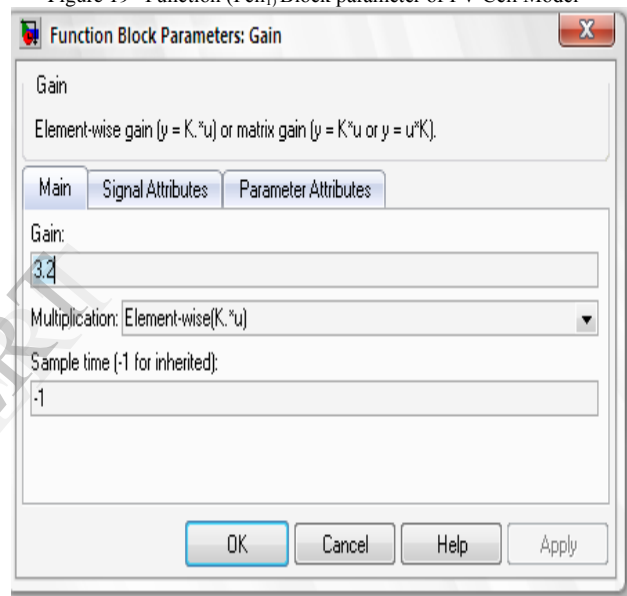 Function Block Parameters: Gain
X
Gain
Element-wise gain (y = K.*u) or matrix gain (y = K*u or y = u*K).
Main Signal Attributes Parameter Attributes
Gain:
3.2
Multiplication: Element-wise(K.*u)
Sample time (-1 for inherited):
-1
OK Cancel Help Apply
ERT